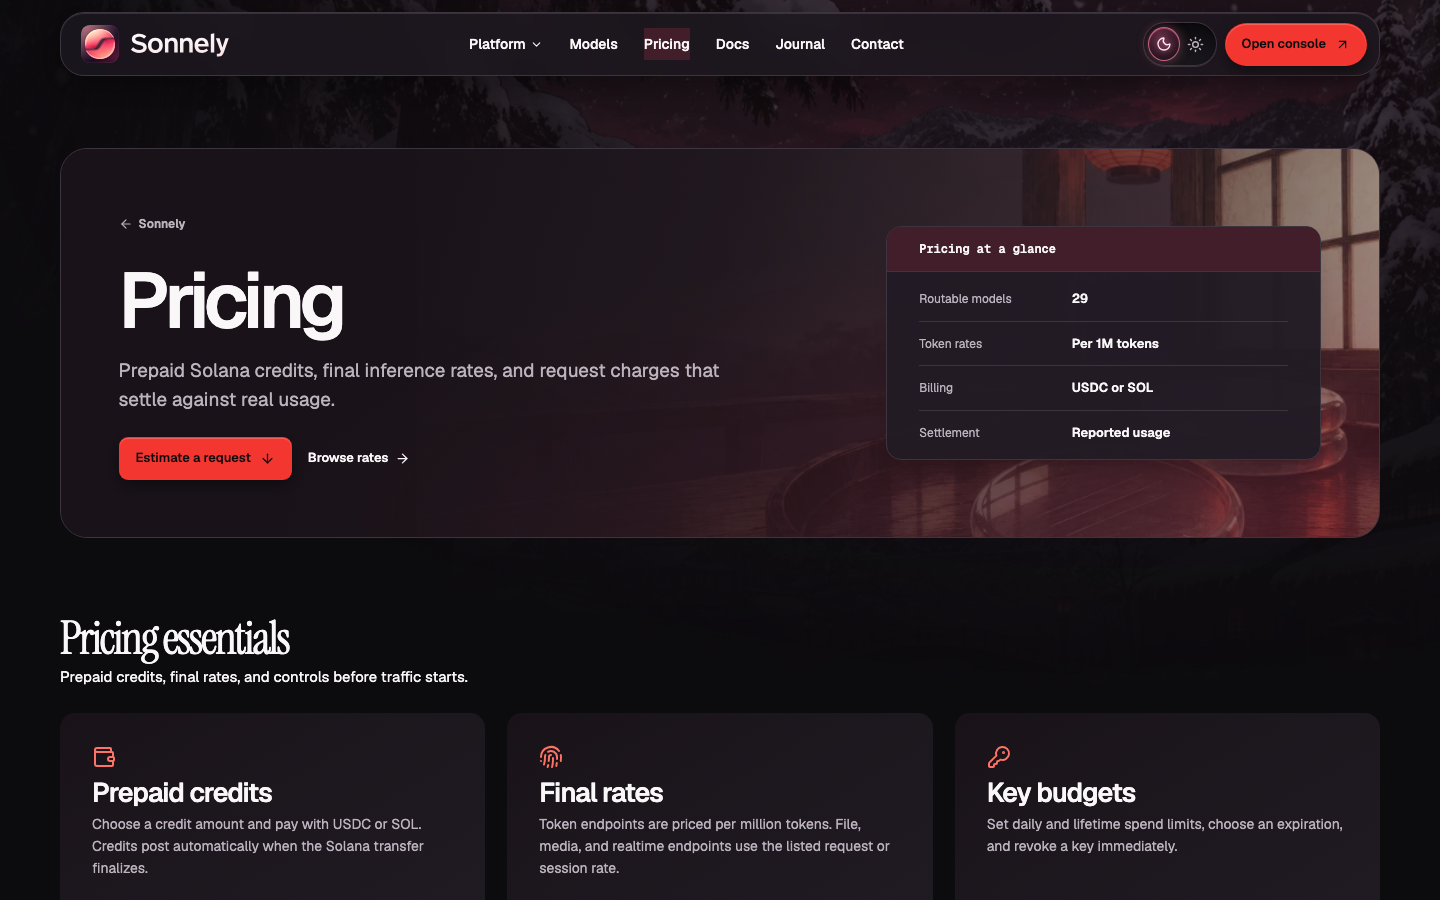 Sonnely
Platform
Models
Pricing
Docs
Journal
Contact
Open console
Sonnely
Pricing
Prepaid Solana credits, final inference rates, and request charges that
settle against real usage.
Estimate a request
Browse rates
Pricing at a glance
Routable models 29
Token rates Per 1M tokens
Billing USDC or SOL
Settlement Reported usage
Pricing essentials
Prepaid credits, final rates, and controls before traffic starts.
Prepaid credits
Choose a credit amount and pay with USDC or SOL.
Credits post automatically when the Solana transfer
finalizes.
Final rates
Token endpoints are priced per million tokens. File,
media, and realtime endpoints use the listed request or
session rate.
Key budgets
Set daily and lifetime spend limits, choose an expiration,
and revoke a key immediately.